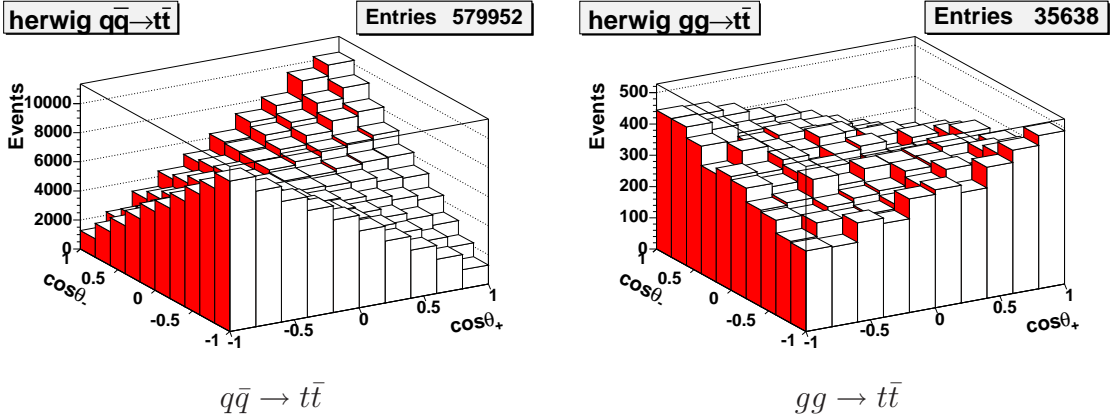 herwig qq̄→tt̄
Entries 579952
Events
10000
8000
6000
4000
2000
0
1
0.5
0
-0.5
-1
cosθ₋
-1
-0.5
0
0.5
1
cosθ₊
qq̄ → tt̄
herwig gg→tt̄
Entries 35638
Events
500
400
300
200
100
0
1
0.5
0
-0.5
-1
cosθ₋
-1
-0.5
0
0.5
1
cosθ₊
gg → tt̄